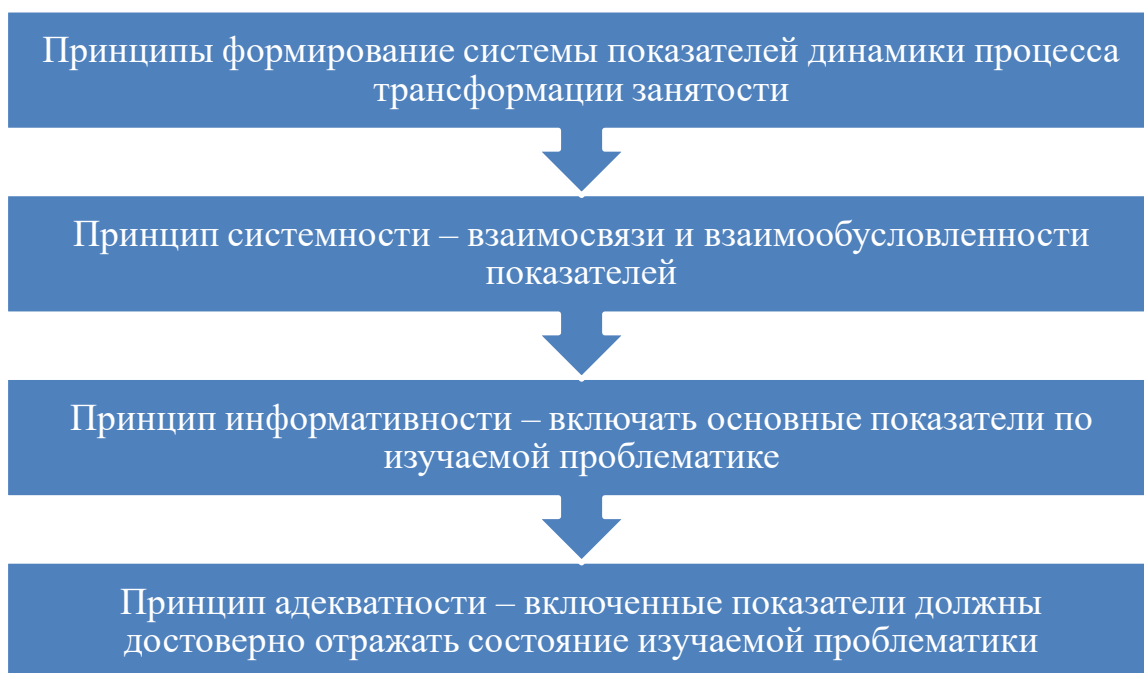 Принципы формирование системы показателей динамики процесса
трансформации занятости
Принцип системности – взаимосвязи и взаимообусловленности
показателей
Принцип информативности – включать основные показатели по
изучаемой проблематике
Принцип адекватности – включенные показатели должны
достоверно отражать состояние изучаемой проблематики